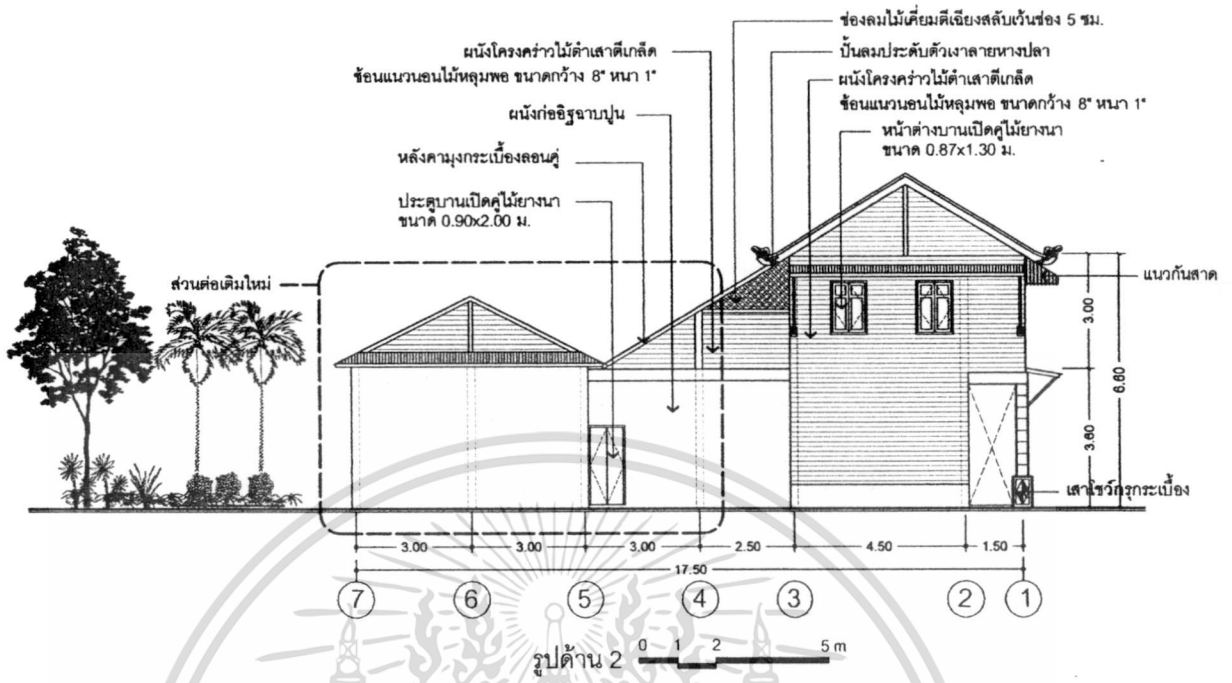 ช่องลมไม้เคี่ยมตีเฉียงสลับเว้นช่อง 5 ซม.
ผนังโครงคร่าวไม้ตำเสาตีเกล็ด
ซ้อนแนวนอนไม้หลุมพอ ขนาดกว้าง 8" หนา 1"
ปั้นลมประดับตัวเงาลายหางปลา
ผนังโครงคร่าวไม้ตำเสาตีเกล็ด
ซ้อนแนวนอนไม้หลุมพอ ขนาดกว้าง 8" หนา 1"
ผนังก่ออิฐฉาบปูน
หน้าต่างบานเปิดคู่ไม้ยางนา
ขนาด 0.87x1.30 ม.
หลังคามุงกระเบื้องลอนคู่
ประตูบานเปิดคู่ไม้ยางนา
ขนาด 0.90x2.00 ม.
ส่วนต่อเติมใหม่
แนวกันสาด
3.00
6.60
3.60
เสาโชว์กรุกระเบื้อง
3.00 3.00 3.00 2.50 4.50 1.50
17.50
7 6 5 4 3 2 1
รูปด้าน 2 0 1 2 5 m